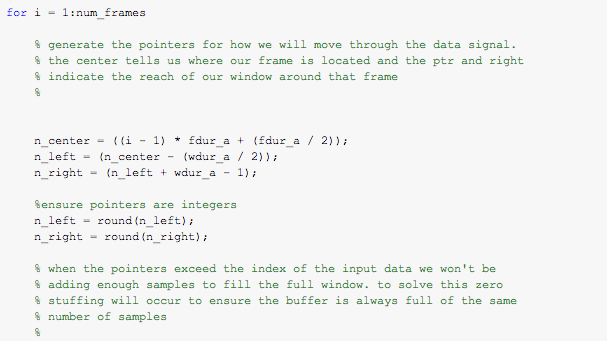 for i = 1:num_frames
% generate the pointers for how we will move through the data signal.
% the center tells us where our frame is located and the ptr and right
% indicate the reach of our window around that frame
%
n_center = ((i - 1) * fdur_a + (fdur_a / 2));
n_left = (n_center - (wdur_a / 2));
n_right = (n_left + wdur_a - 1);
%ensure pointers are integers
n_left = round(n_left);
n_right = round(n_right);
% when the pointers exceed the index of the input data we won't be
% adding enough samples to fill the full window. to solve this zero
% stuffing will occur to ensure the buffer is always full of the same
% number of samples
%